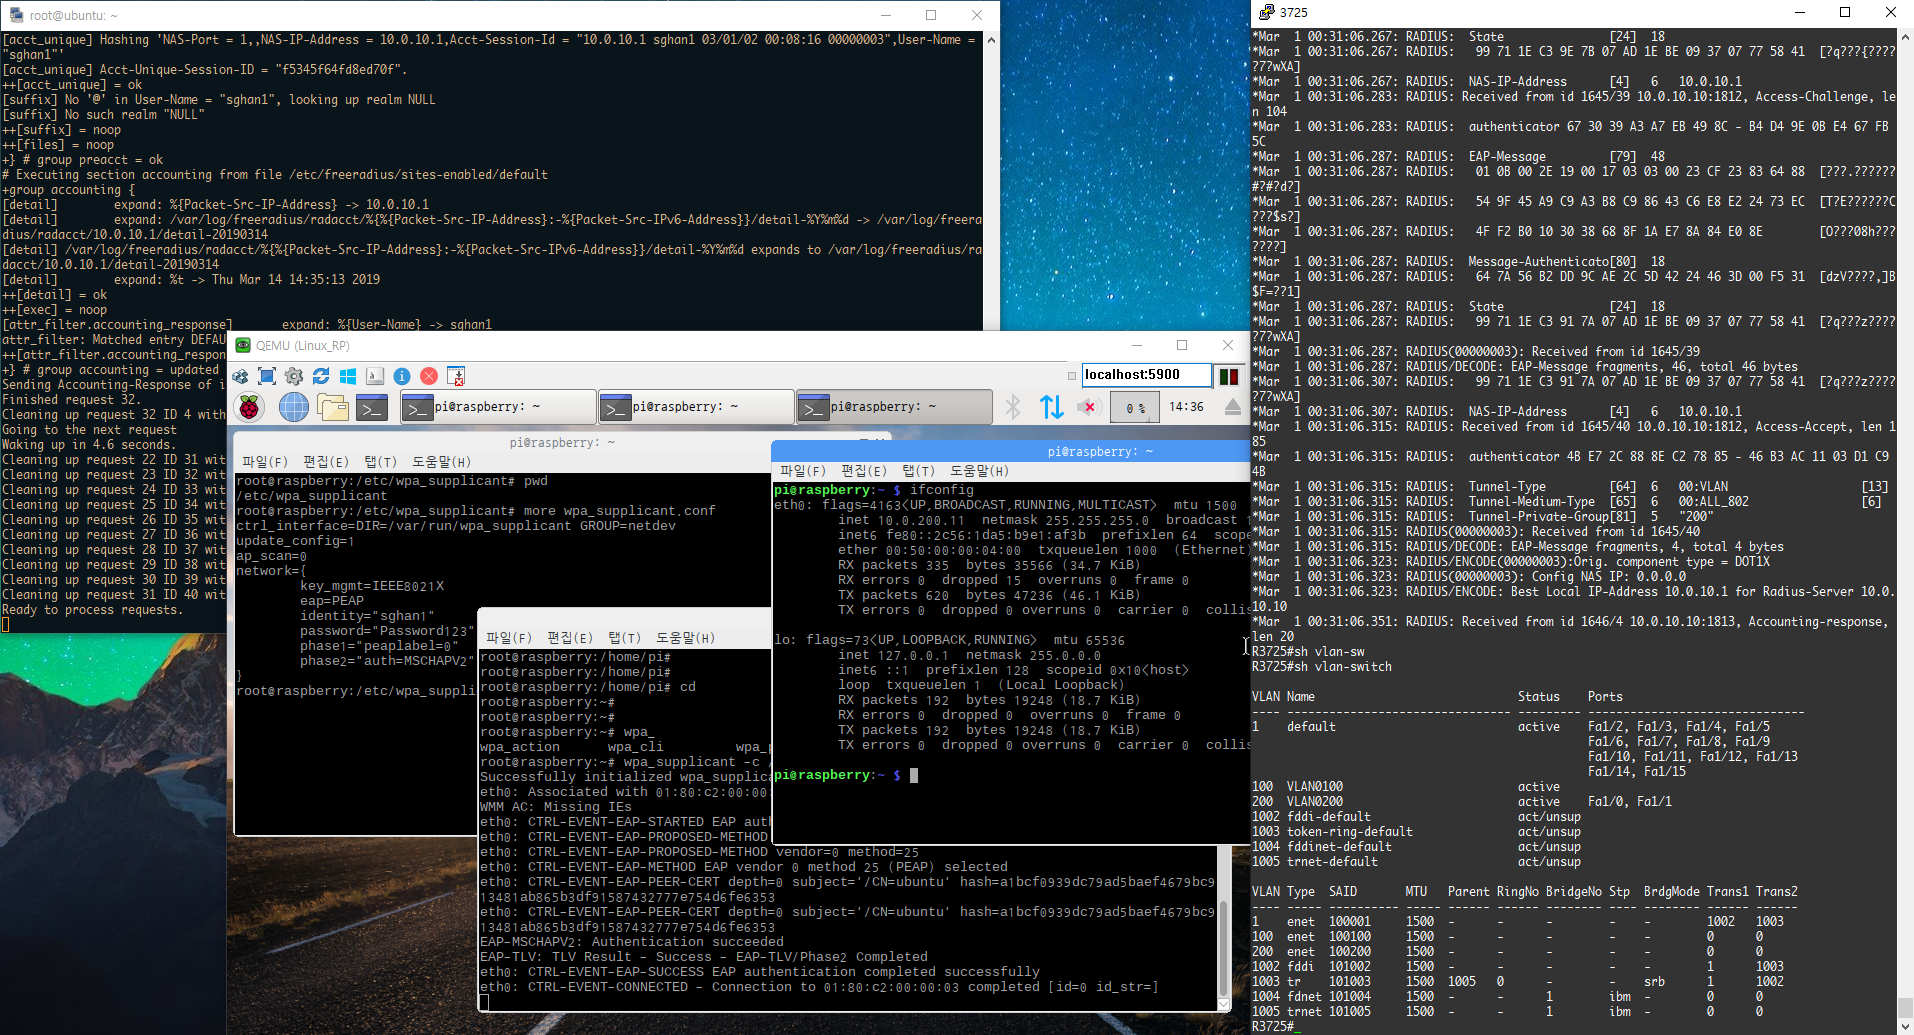 root@ubuntu: ~
[acct_unique] Hashing 'NAS-Port = 1,,NAS-IP-Address = 10.0.10.1,Acct-Session-Id = "10.0.10.1 sghan1 03/01/02 00:08:16 00000003",User-Name =
"sghan1"'
[acct_unique] Acct-Unique-Session-ID = "f5345f64fd8ed70f".
++[acct_unique] = ok
[suffix] No '@' in User-Name = "sghan1", looking up realm NULL
[suffix] No such realm "NULL"
++[suffix] = noop
++[files] = noop
+} # group preacct = ok
# Executing section accounting from file /etc/freeradius/sites-enabled/default
+group accounting {
[detail]        expand: %{Packet-Src-IP-Address} -> 10.0.10.1
[detail]        expand: /var/log/freeradius/radacct/%{%{Packet-Src-IP-Address}:-%{Packet-Src-IPv6-Address}}/detail-%Y%m%d -> /var/log/freera
dius/radacct/10.0.10.1/detail-20190314
[detail] /var/log/freeradius/radacct/%{%{Packet-Src-IP-Address}:-%{Packet-Src-IPv6-Address}}/detail-%Y%m%d expands to /var/log/freeradius/ra
dacct/10.0.10.1/detail-20190314
[detail]        expand: %t -> Thu Mar 14 14:35:13 2019
++[detail] = ok
++[exec] = noop
[attr_filter.accounting_response]       expand: %{User-Name} -> sghan1
attr_filter: Matched entry DEFAU
++[attr_filter.accounting_respon
+} # group accounting = updated
Sending Accounting-Response of i
Finished request 32.
Cleaning up request 32 ID 4 with
Going to the next request
Waking up in 4.6 seconds.
Cleaning up request 22 ID 31 wit
Cleaning up request 23 ID 32 wit
Cleaning up request 24 ID 33 wit
Cleaning up request 25 ID 34 wit
Cleaning up request 26 ID 35 wit
Cleaning up request 27 ID 36 wit
Cleaning up request 28 ID 37 wit
Cleaning up request 29 ID 38 wit
Cleaning up request 30 ID 39 wit
Cleaning up request 31 ID 40 wit
Ready to process requests.
QEMU (Linux_RP)
localhost:5900
pi@raspberry: ~
pi@raspberry: ~
pi@raspberry: ~
0 %
14:36
pi@raspberry: ~
파일(F) 편집(E) 탭(T) 도움말(H)
root@raspberry:/etc/wpa_supplicant# pwd
/etc/wpa_supplicant
root@raspberry:/etc/wpa_supplicant# more wpa_supplicant.conf
ctrl_interface=DIR=/var/run/wpa_supplicant GROUP=netdev
update_config=1
ap_scan=0
network={
        key_mgmt=IEEE8021X
        eap=PEAP
        identity="sghan1"
        password="Password123"
        phase1="peaplabel=0"
        phase2="auth=MSCHAPV2"
}
root@raspberry:/etc/wpa_suppli
파일(F) 편집(E) 탭(T) 도움말(H)
root@raspberry:/home/pi#
root@raspberry:/home/pi#
root@raspberry:/home/pi# cd
root@raspberry:~#
root@raspberry:~#
root@raspberry:~# wpa_
wpa_action      wpa_cli         wpa_p
root@raspberry:~# wpa_supplicant -c /
Successfully initialized wpa_supplica
eth0: Associated with 01:80:c2:00:00:
WMM AC: Missing IEs
eth0: CTRL-EVENT-EAP-STARTED EAP auth
eth0: CTRL-EVENT-EAP-PROPOSED-METHOD
eth0: CTRL-EVENT-EAP-PROPOSED-METHOD vendor=0 method=25
eth0: CTRL-EVENT-EAP-METHOD EAP vendor 0 method 25 (PEAP) selected
eth0: CTRL-EVENT-EAP-PEER-CERT depth=0 subject='/CN=ubuntu' hash=a1bcf0939dc79ad5baef4679bc9
13481ab865b3df91587432777e754d6fe6353
eth0: CTRL-EVENT-EAP-PEER-CERT depth=0 subject='/CN=ubuntu' hash=a1bcf0939dc79ad5baef4679bc9
13481ab865b3df91587432777e754d6fe6353
EAP-MSCHAPV2: Authentication succeeded
EAP-TLV: TLV Result - Success - EAP-TLV/Phase2 Completed
eth0: CTRL-EVENT-EAP-SUCCESS EAP authentication completed successfully
eth0: CTRL-EVENT-CONNECTED - Connection to 01:80:c2:00:00:03 completed [id=0 id_str=]
pi@raspberry: ~
파일(F) 편집(E) 탭(T) 도움말(H)
pi@raspberry:~ $ ifconfig
eth0: flags=4163<UP,BROADCAST,RUNNING,MULTICAST>  mtu 1500
        inet 10.0.200.11  netmask 255.255.255.0  broadcast 1
        inet6 fe80::2c56:1da5:b9e1:af3b  prefixlen 64  scope
        ether 00:50:00:00:04:00  txqueuelen 1000  (Ethernet)
        RX packets 335  bytes 35566 (34.7 KiB)
        RX errors 0  dropped 15  overruns 0  frame 0
        TX packets 620  bytes 47236 (46.1 KiB)
        TX errors 0  dropped 0 overruns 0  carrier 0  collis
lo: flags=73<UP,LOOPBACK,RUNNING>  mtu 65536
        inet 127.0.0.1  netmask 255.0.0.0
        inet6 ::1  prefixlen 128  scopeid 0x10<host>
        loop  txqueuelen 1  (Local Loopback)
        RX packets 192  bytes 19248 (18.7 KiB)
        RX errors 0  dropped 0  overruns 0  frame 0
        TX packets 192  bytes 19248 (18.7 KiB)
        TX errors 0  dropped 0 overruns 0  carrier 0  collis
pi@raspberry:~ $
3725
*Mar  1 00:31:06.267: RADIUS:  State               [24]  18
*Mar  1 00:31:06.267: RADIUS:   99 71 1E C3 9E 7B 07 AD 1E BE 09 37 07 77 58 41  [?q???{????
???wXA]
*Mar  1 00:31:06.267: RADIUS:  NAS-IP-Address      [4]   6   10.0.10.1
*Mar  1 00:31:06.283: RADIUS: Received from id 1645/39 10.0.10.10:1812, Access-Challenge, le
n 104
*Mar  1 00:31:06.283: RADIUS:  authenticator 67 30 39 A3 A7 EB 49 8C - B4 D4 9E 0B E4 67 FB
5C
*Mar  1 00:31:06.287: RADIUS:  EAP-Message         [79]  48
*Mar  1 00:31:06.287: RADIUS:   01 0B 00 2E 19 00 17 03 03 00 23 CF 23 83 64 88  [???.??????
#?#?d?]
*Mar  1 00:31:06.287: RADIUS:   54 9F 45 A9 C9 A3 B8 C9 86 43 C6 E8 E2 24 73 EC  [T?E??????C
???$s?]
*Mar  1 00:31:06.287: RADIUS:   4F F2 B0 10 30 38 68 8F 1A E7 8A 84 E0 8E        [O???08h???
????]
*Mar  1 00:31:06.287: RADIUS:  Message-Authenticato[80]  18
*Mar  1 00:31:06.287: RADIUS:   64 7A 56 B2 DD 9C AE 2C 5D 42 24 46 3D 00 F5 31  [dzV????,]B
$F=??1]
*Mar  1 00:31:06.287: RADIUS:  State               [24]  18
*Mar  1 00:31:06.287: RADIUS:   99 71 1E C3 91 7A 07 AD 1E BE 09 37 07 77 58 41  [?q???z????
???wXA]
*Mar  1 00:31:06.287: RADIUS(00000003): Received from id 1645/39
*Mar  1 00:31:06.287: RADIUS/DECODE: EAP-Message fragments, 46, total 46 bytes
*Mar  1 00:31:06.307: RADIUS:   99 71 1E C3 91 7A 07 AD 1E BE 09 37 07 77 58 41  [?q???z????
???wXA]
*Mar  1 00:31:06.307: RADIUS:  NAS-IP-Address      [4]   6   10.0.10.1
*Mar  1 00:31:06.315: RADIUS: Received from id 1645/40 10.0.10.10:1812, Access-Accept, len 1
85
*Mar  1 00:31:06.315: RADIUS:  authenticator 4B E7 2C 88 8E C2 78 85 - 46 B3 AC 11 03 D1 C9
4B
*Mar  1 00:31:06.315: RADIUS:  Tunnel-Type         [64]  6   00:VLAN                   [13]
*Mar  1 00:31:06.315: RADIUS:  Tunnel-Medium-Type  [65]  6   00:ALL_802                [6]
*Mar  1 00:31:06.315: RADIUS:  Tunnel-Private-Group[81]  5   "200"
*Mar  1 00:31:06.315: RADIUS(00000003): Received from id 1645/40
*Mar  1 00:31:06.315: RADIUS/DECODE: EAP-Message fragments, 4, total 4 bytes
*Mar  1 00:31:06.323: RADIUS/ENCODE(00000003):Orig. component type = DOT1X
*Mar  1 00:31:06.323: RADIUS(00000003): Config NAS IP: 0.0.0.0
*Mar  1 00:31:06.323: RADIUS/ENCODE: Best Local IP-Address 10.0.10.1 for Radius-Server 10.0.
10.10
*Mar  1 00:31:06.351: RADIUS: Received from id 1646/4 10.0.10.10:1813, Accounting-response,
len 20
R3725#sh vlan-sw
R3725#sh vlan-switch
VLAN Name                             Status    Ports
---- -------------------------------- --------- -------------------------------
1    default                          active    Fa1/2, Fa1/3, Fa1/4, Fa1/5
                                                Fa1/6, Fa1/7, Fa1/8, Fa1/9
                                                Fa1/10, Fa1/11, Fa1/12, Fa1/13
                                                Fa1/14, Fa1/15
100  VLAN0100                         active
200  VLAN0200                         active    Fa1/0, Fa1/1
1002 fddi-default                     act/unsup
1003 token-ring-default               act/unsup
1004 fddinet-default                  act/unsup
1005 trnet-default                    act/unsup
VLAN Type  SAID       MTU   Parent RingNo BridgeNo Stp  BrdgMode Trans1 Trans2
---- ----- ---------- ----- ------ ------ -------- ---- -------- ------ ------
1    enet  100001     1500  -      -      -        -    -        1002   1003
100  enet  100100     1500  -      -      -        -    -        0      0
200  enet  100200     1500  -      -      -        -    -        0      0
1002 fddi  101002     1500  -      -      -        -    -        1      1003
1003 tr    101003     1500  1005   0      -        -    srb      1      1002
1004 fdnet 101004     1500  -      -      1        ibm  -        0      0
1005 trnet 101005     1500  -      -      1        ibm  -        0      0
R3725#